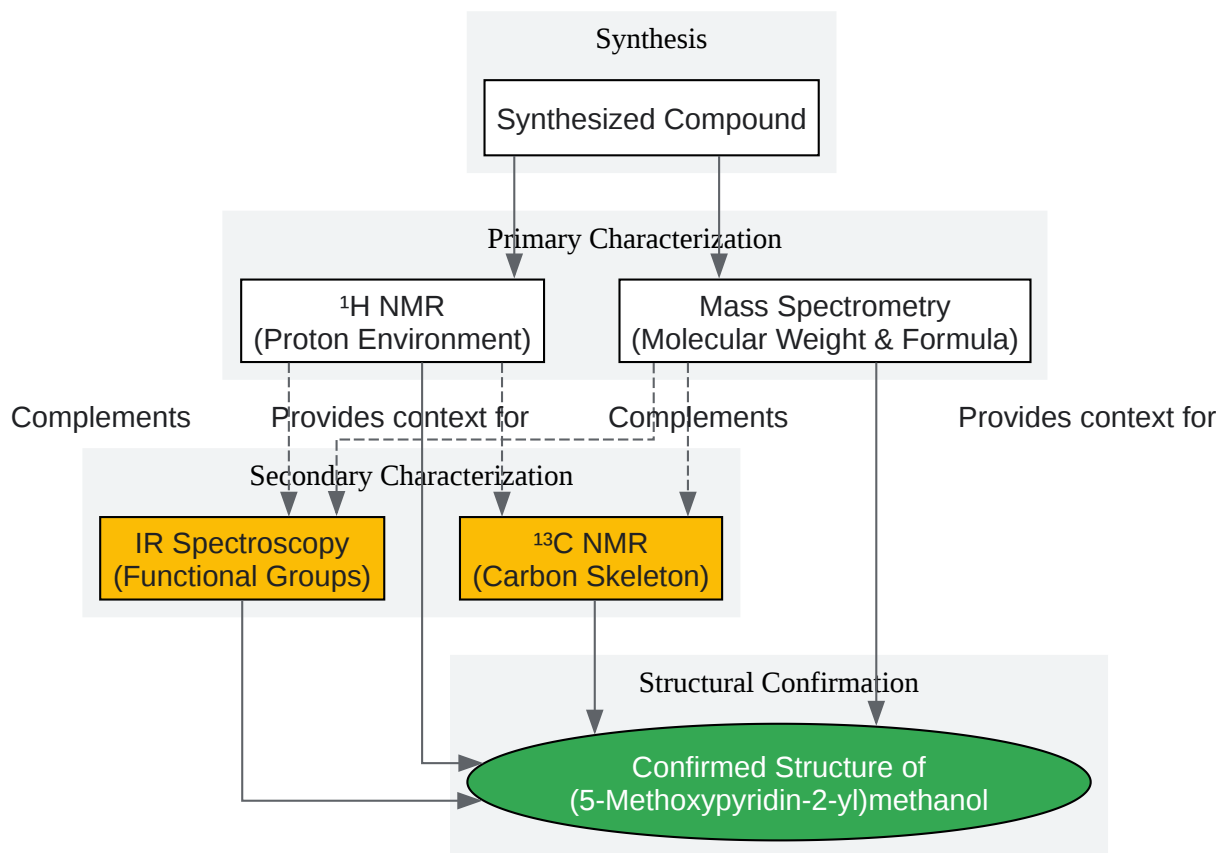 Synthesis
Synthesized Compound
Primary Characterization
¹H NMR
(Proton Environment)
Mass Spectrometry
(Molecular Weight & Formula)
Complements
Provides context for
Complements
Provides context for
Secondary Characterization
IR Spectroscopy
(Functional Groups)
¹³C NMR
(Carbon Skeleton)
Structural Confirmation
Confirmed Structure of
(5-Methoxypyridin-2-yl)methanol